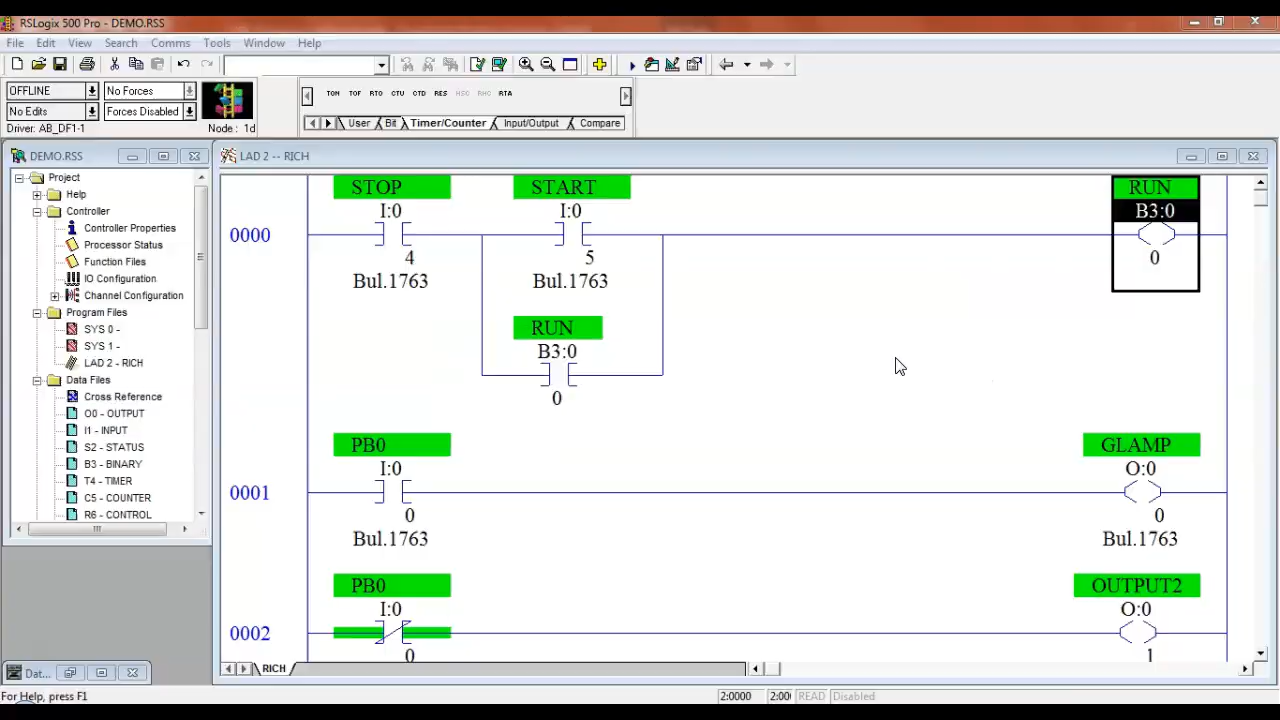 RSLogix 500 Pro - DEMO.RSS
File Edit View Search Comms Tools Window Help
OFFLINE No Forces
No Edits Forces Disabled
Driver: AB_DF1-1 Node : 1d
TON TOF RTO CTU CTD RES HSC RHC RTA
User Bit Timer/Counter Input/Output Compare
DEMO.RSS
Project
Help
Controller
Controller Properties
Processor Status
Function Files
IO Configuration
Channel Configuration
Program Files
SYS 0 -
SYS 1 -
LAD 2 - RICH
Data Files
Cross Reference
O0 - OUTPUT
I1 - INPUT
S2 - STATUS
B3 - BINARY
T4 - TIMER
C5 - COUNTER
R6 - CONTROL
Dat...
LAD 2 -- RICH
STOP START RUN
I:0 I:0 B3:0
0000
4 5 0
Bul.1763 Bul.1763
RUN
B3:0
0
PB0 GLAMP
I:0 O:0
0001
0 0
Bul.1763 Bul.1763
PB0 OUTPUT2
I:0 O:0
0002
0 1
RICH
For Help, press F1 2:0000 2:00 READ Disabled